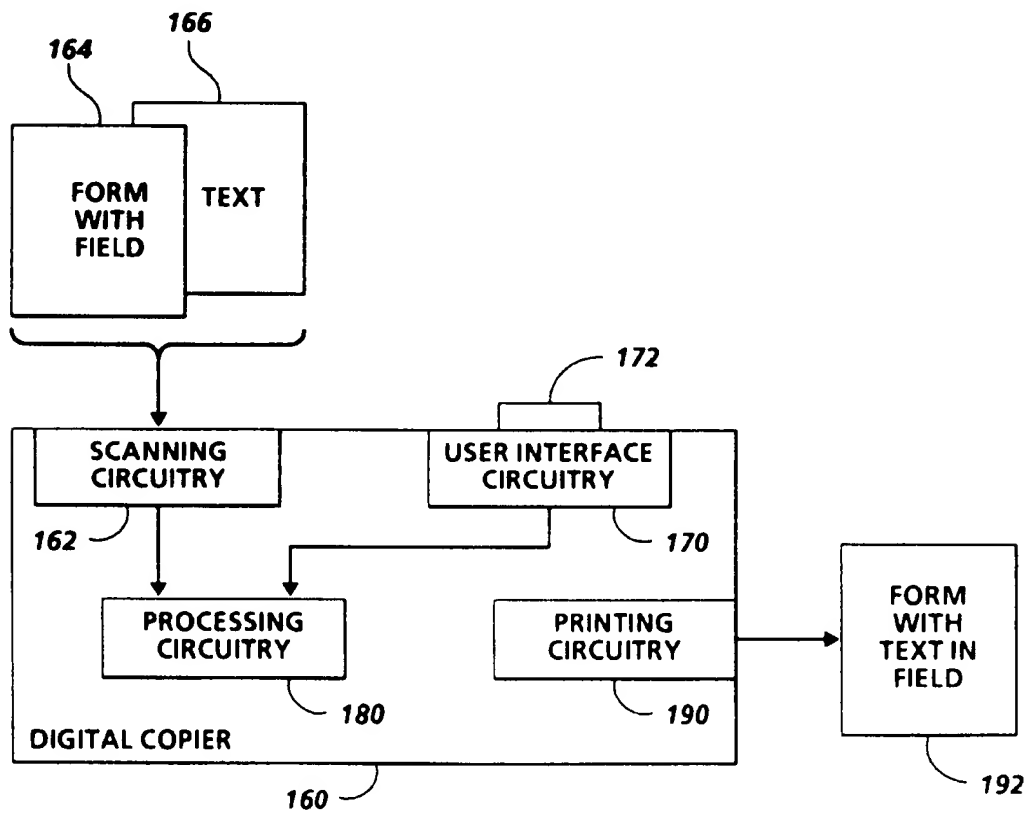 166
164
FORM
WITH
FIELD
TEXT
172
SCANNING
CIRCUITRY
USER INTERFACE
CIRCUITRY
162
170
PROCESSING
CIRCUITRY
PRINTING
CIRCUITRY
FORM
WITH
TEXT IN
FIELD
180
190
DIGITAL COPIER
160
192